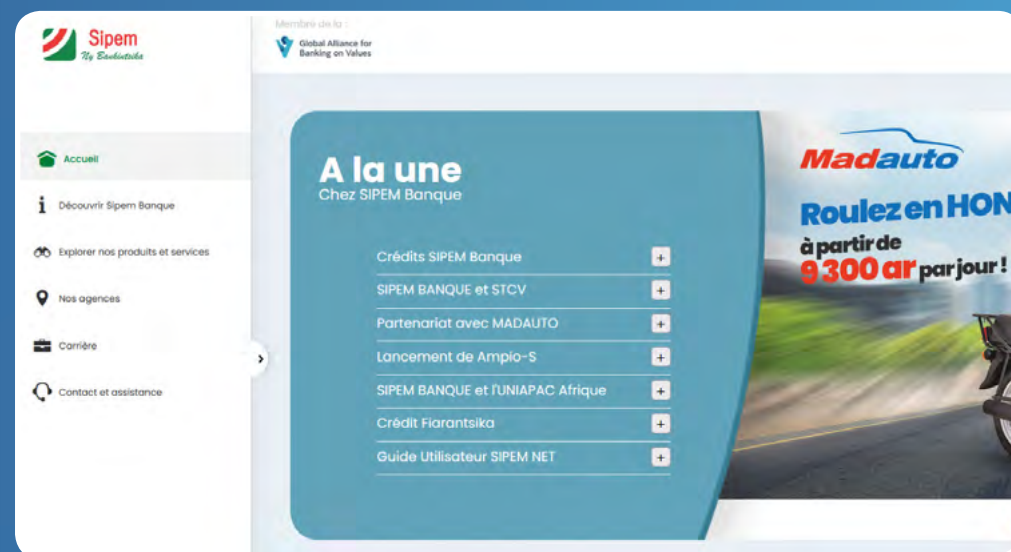 Sipem
Ny Bankintsika
Membre de la :
Global Alliance for
Banking on Values
Accueil
Découvrir Sipem Banque
Explorer nos produits et services
Nos agences
Carrière
Contact et assistance
A la une
Chez SIPEM Banque
Crédits SIPEM Banque
SIPEM BANQUE et STCV
Partenariat avec MADAUTO
Lancement de Ampio-S
SIPEM BANQUE et l'UNIAPAC Afrique
Crédit Fiarantsika
Guide Utilisateur SIPEM NET
Madauto
Roulez en HON
à partir de
9 300 ar par jour !